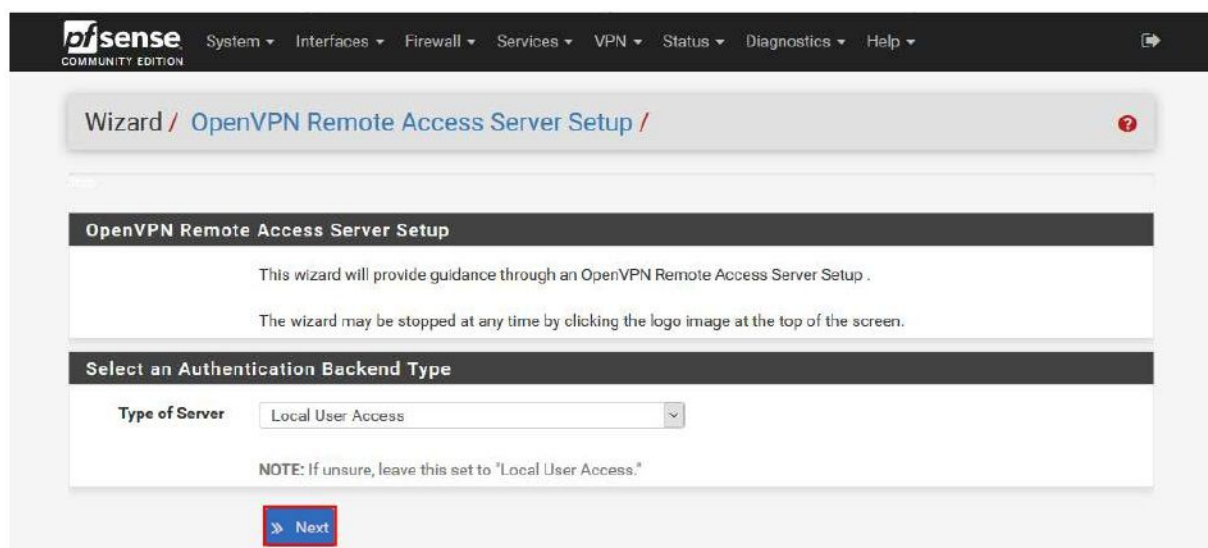 pfsense System Interfaces Firewall Services VPN Status Diagnostics Help
COMMUNITY EDITION
Wizard / OpenVPN Remote Access Server Setup /
OpenVPN Remote Access Server Setup
This wizard will provide guidance through an OpenVPN Remote Access Server Setup .
The wizard may be stopped at any time by clicking the logo image at the top of the screen.
Select an Authentication Backend Type
Type of Server Local User Access
NOTE: If unsure, leave this set to "Local User Access."
» Next